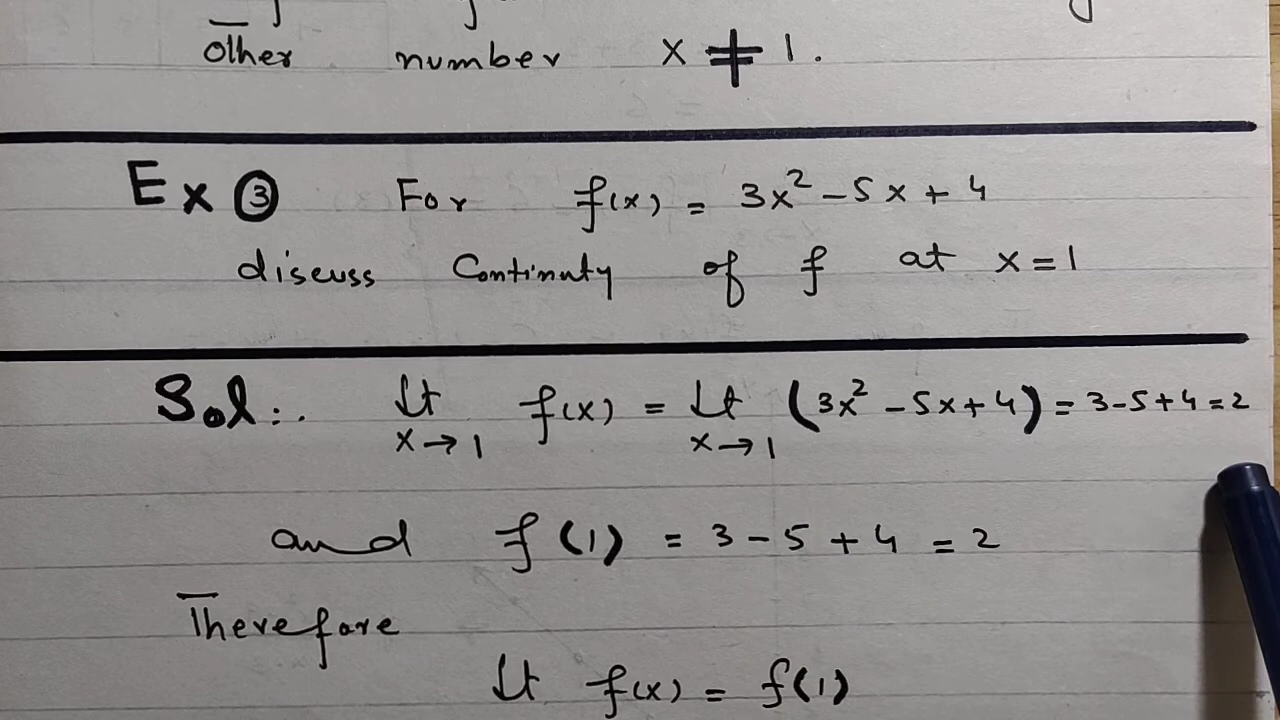 other number x ≠ 1.
Ex ③ For f(x) = 3x² - 5x + 4
discuss Continuty of f at x = 1
Sol:. Lt f(x) = Lt (3x² - 5x + 4) = 3-5+4 = 2
x→1 x→1
and f(1) = 3 - 5 + 4 = 2
Therefore
Lt f(x) = f(1)